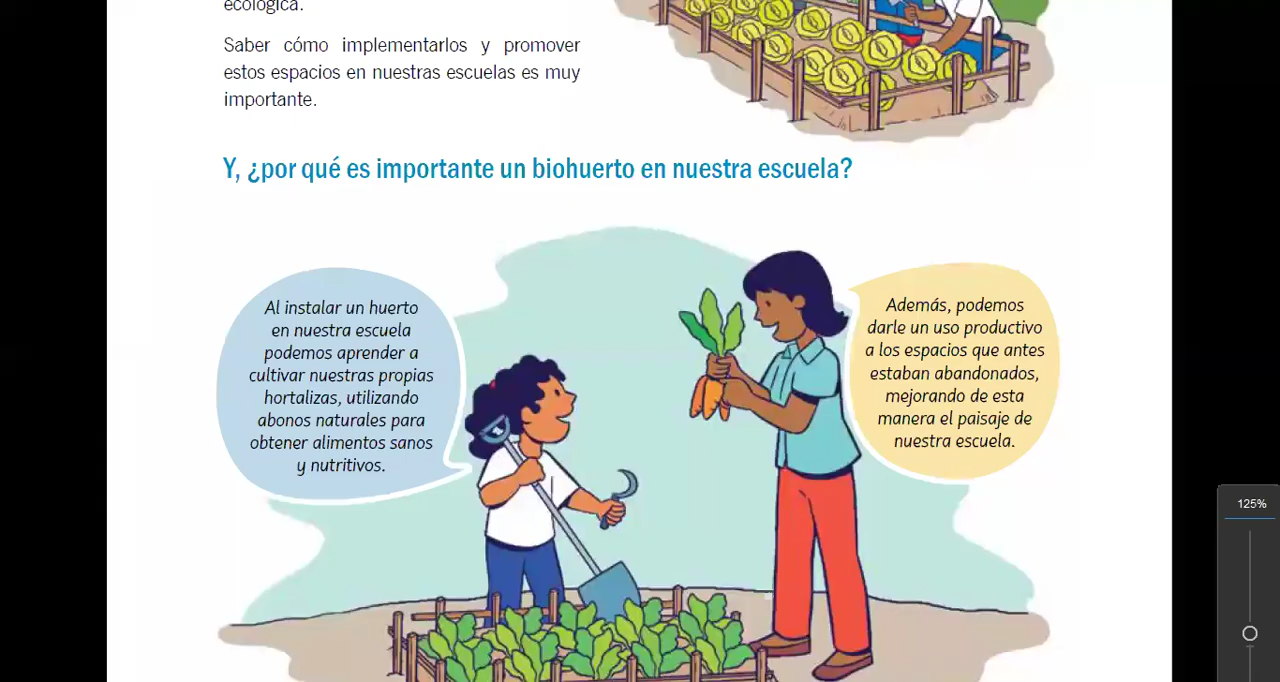 ecológica.
Saber cómo implementarlos y promover
estos espacios en nuestras escuelas es muy
importante.
Y, ¿por qué es importante un biohuerto en nuestra escuela?
Al instalar un huerto
en nuestra escuela
podemos aprender a
cultivar nuestras propias
hortalizas, utilizando
abonos naturales para
obtener alimentos sanos
y nutritivos.
Además, podemos
darle un uso productivo
a los espacios que antes
estaban abandonados,
mejorando de esta
manera el paisaje de
nuestra escuela.
125%